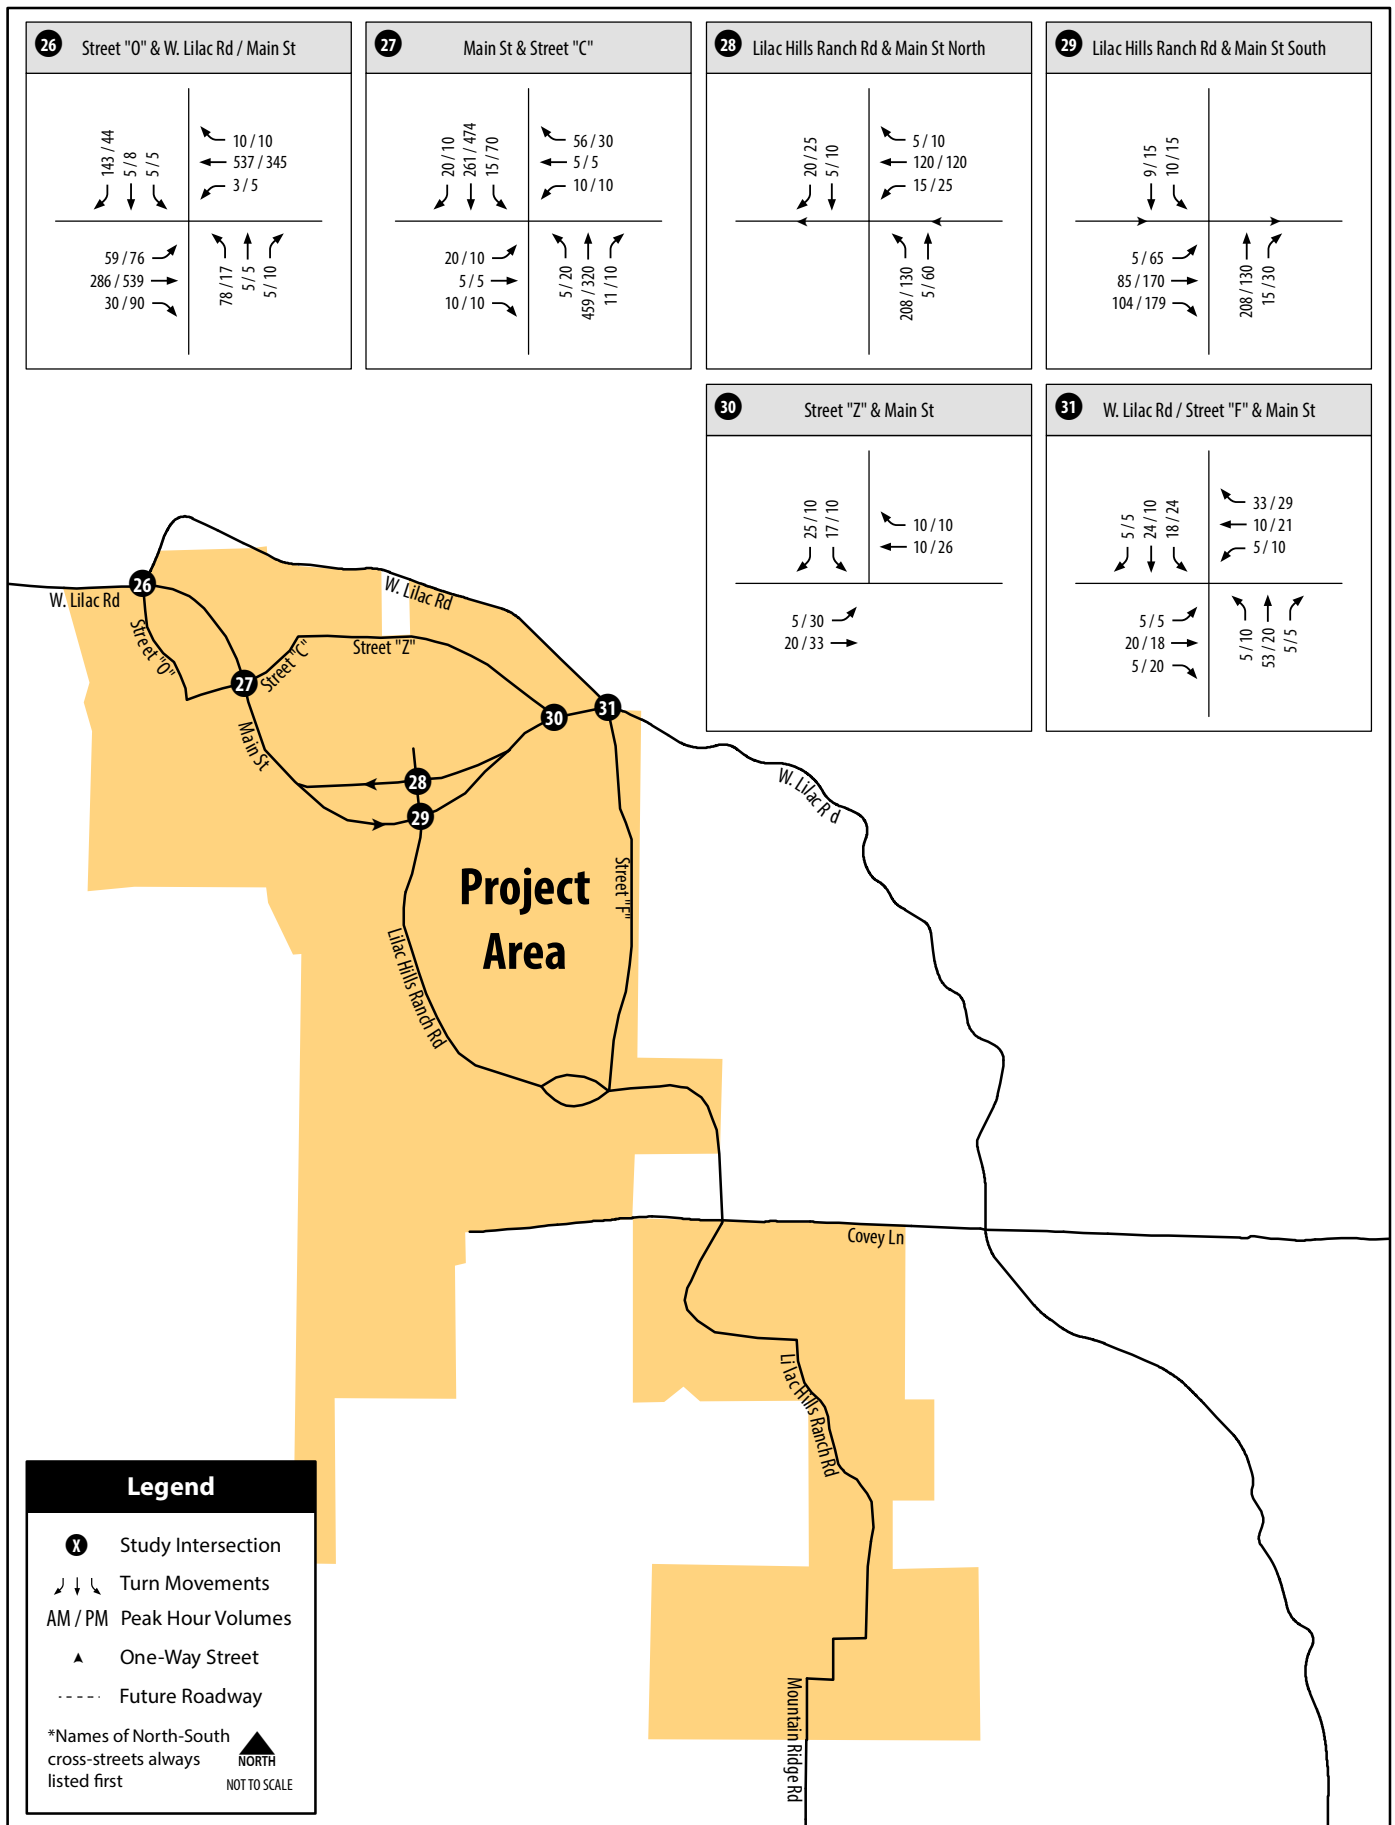 26 Street "O" & W. Lilac Rd / Main St
143 / 44
5 / 8
5 / 5
10 / 10
537 / 345
3 / 5
59 / 76
286 / 539
30 / 90
78 / 17
5 / 5
5 / 10
27 Main St & Street "C"
20 / 10
261 / 474
15 / 70
56 / 30
5 / 5
10 / 10
20 / 10
5 / 5
10 / 10
5 / 20
459 / 320
11 / 10
28 Lilac Hills Ranch Rd & Main St North
20 / 25
5 / 10
5 / 10
120 / 120
15 / 25
208 / 130
5 / 60
29 Lilac Hills Ranch Rd & Main St South
9 / 15
10 / 15
5 / 65
85 / 170
104 / 179
208 / 130
15 / 30
30 Street "Z" & Main St
25 / 10
17 / 10
10 / 10
10 / 26
5 / 30
20 / 33
31 W. Lilac Rd / Street "F" & Main St
5 / 5
24 / 10
18 / 24
33 / 29
10 / 21
5 / 10
5 / 5
20 / 18
5 / 20
5 / 10
53 / 20
5 / 5
26
W. Lilac Rd
W. Lilac Rd
Street "O"
Street "C"
Street "Z"
27
30
31
Main St
28
29
W. Lilac R d
Project
Area
Street "F"
Lilac Hills Ranch Rd
Covey Ln
Li lac Hills Ranch Rd
Mountain Ridge Rd
Legend
X Study Intersection
Turn Movements
AM / PM Peak Hour Volumes
One-Way Street
Future Roadway
*Names of North-South
cross-streets always
listed first
NORTH
NOT TO SCALE